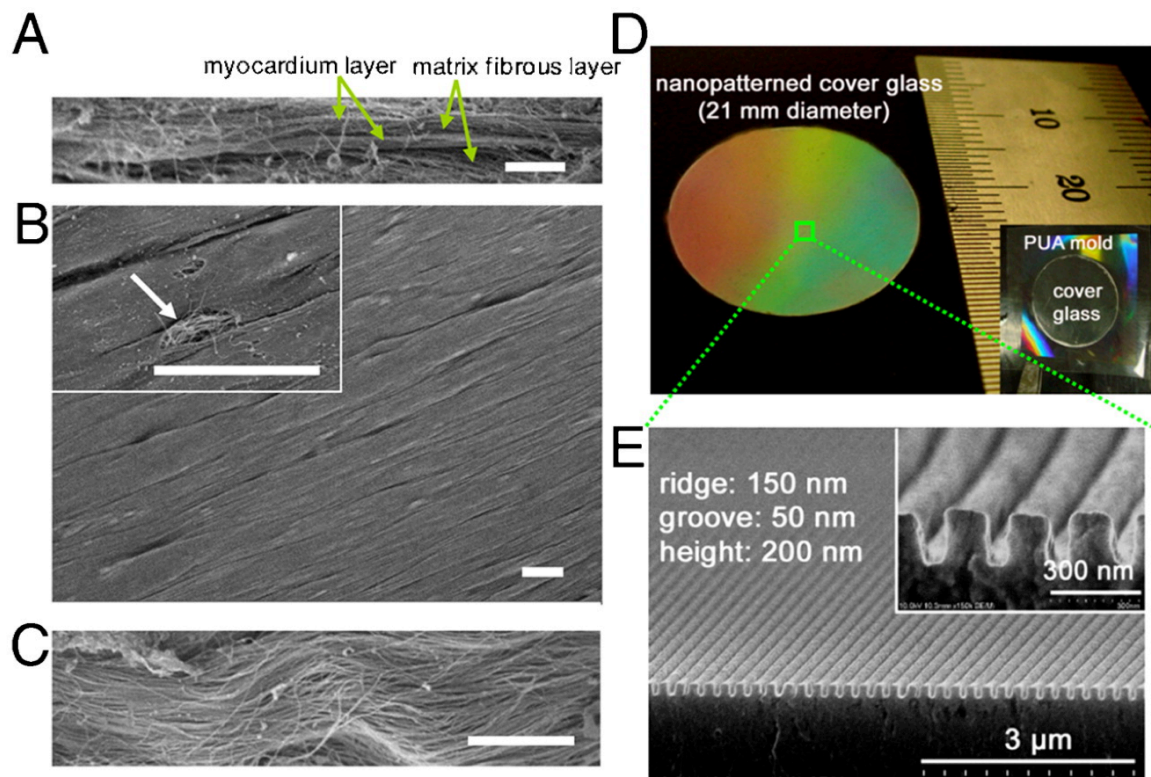 A
myocardium layer
matrix fibrous layer
B
C
D
nanopatterned cover glass
(21 mm diameter)
10
20
PUA mold
cover
glass
E
ridge: 150 nm
groove: 50 nm
height: 200 nm
300 nm
3 µm